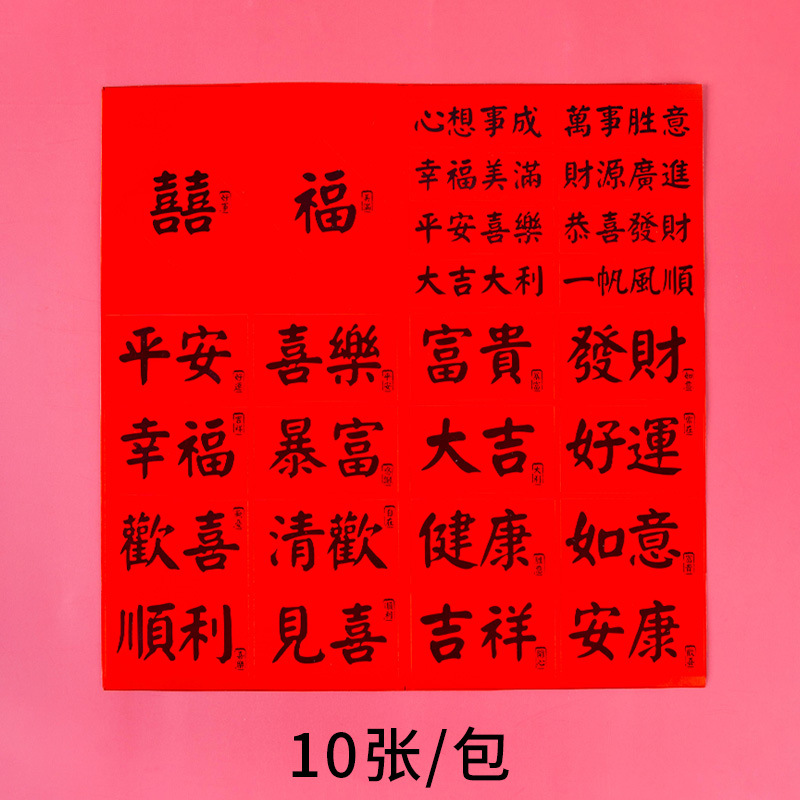 囍 福
心想事成 萬事胜意
幸福美滿 財源廣進
平安喜樂 恭喜發財
大吉大利 一帆風順
平安 喜樂 富貴 發財
幸福 暴富 大吉 好運
歡喜 清歡 健康 如意
順利 見喜 吉祥 安康
10张/包